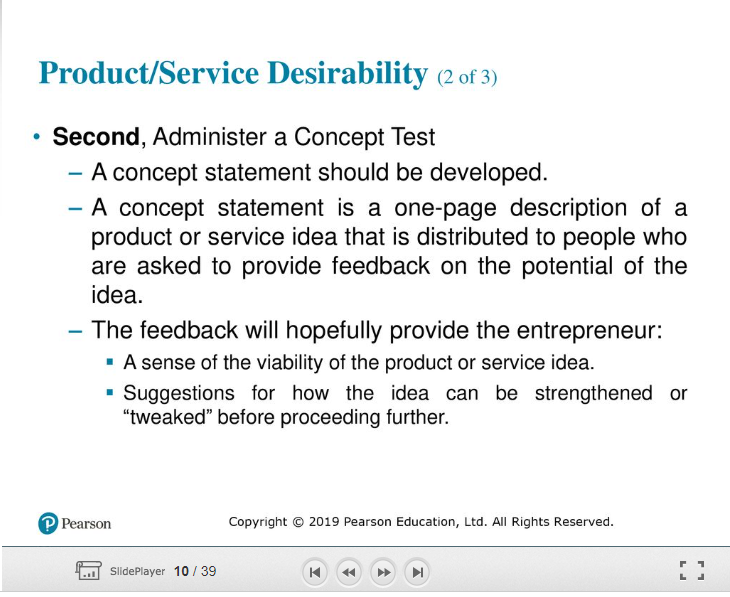 Product/Service Desirability (2 of 3)
• Second, Administer a Concept Test
– A concept statement should be developed.
– A concept statement is a one-page description of a
product or service idea that is distributed to people who
are asked to provide feedback on the potential of the
idea.
– The feedback will hopefully provide the entrepreneur:
▪ A sense of the viability of the product or service idea.
▪ Suggestions for how the idea can be strengthened or
“tweaked” before proceeding further.
P Pearson
Copyright © 2019 Pearson Education, Ltd. All Rights Reserved.
SlidePlayer 10 / 39